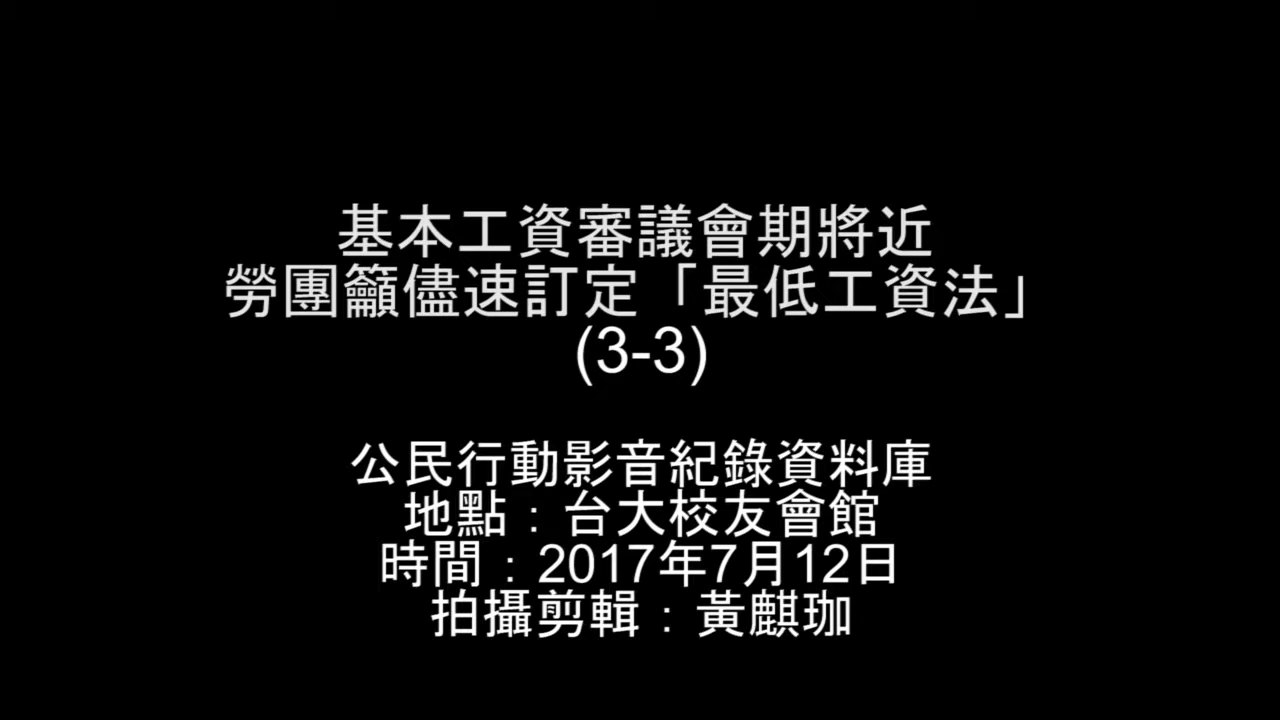 基本工資審議會期將近
勞團籲儘速訂定「最低工資法」
(3-3)
公民行動影音紀錄資料庫
地點：台大校友會館
時間：2017年7月12日
拍攝剪輯：黃麒珈